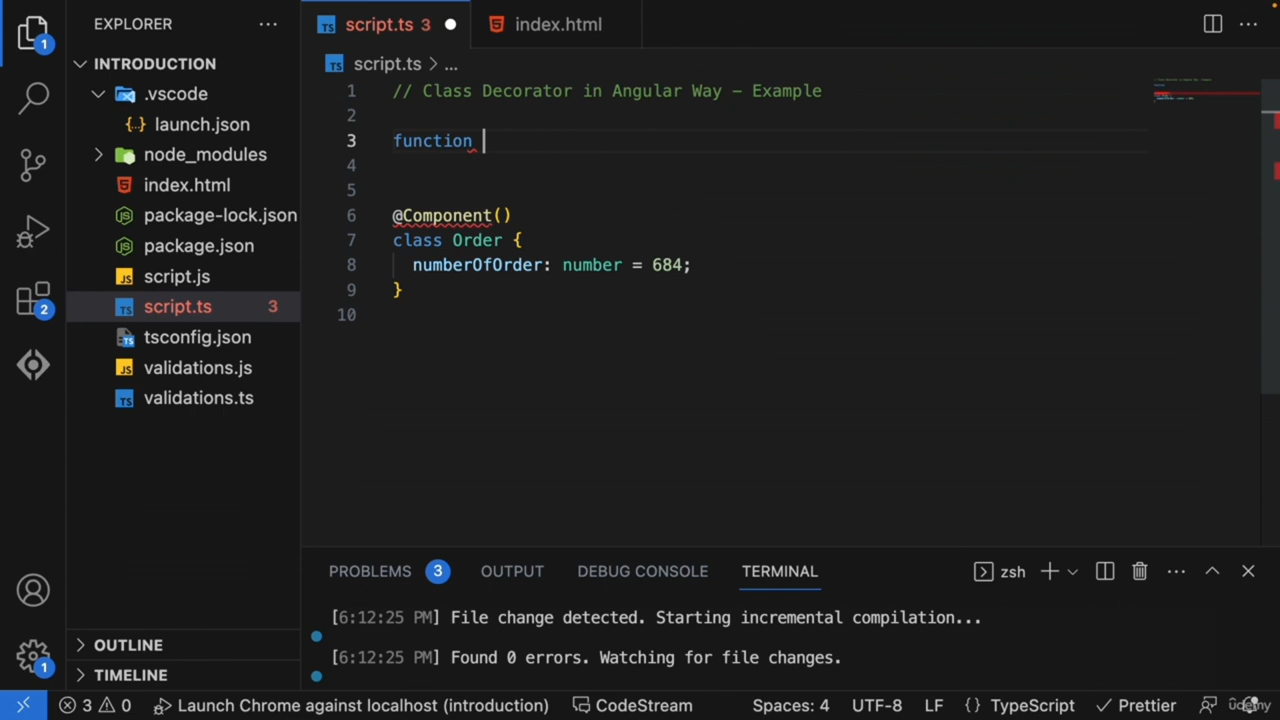 EXPLORER
script.ts 3
index.html
1
INTRODUCTION
script.ts > ...
.vscode
launch.json
node_modules
index.html
package-lock.json
package.json
script.js
script.ts 3
tsconfig.json
validations.js
validations.ts
1 // Class Decorator in Angular Way – Example
2
3 function
4
5
6 @Component()
7 class Order {
8 numberOfOrder: number = 684;
9 }
10
2
PROBLEMS 3 OUTPUT DEBUG CONSOLE TERMINAL
zsh
[6:12:25 PM] File change detected. Starting incremental compilation...
[6:12:25 PM] Found 0 errors. Watching for file changes.
OUTLINE
TIMELINE
1
3 0 Launch Chrome against localhost (introduction) CodeStream Spaces: 4 UTF-8 LF {} TypeScript Prettier
udemy